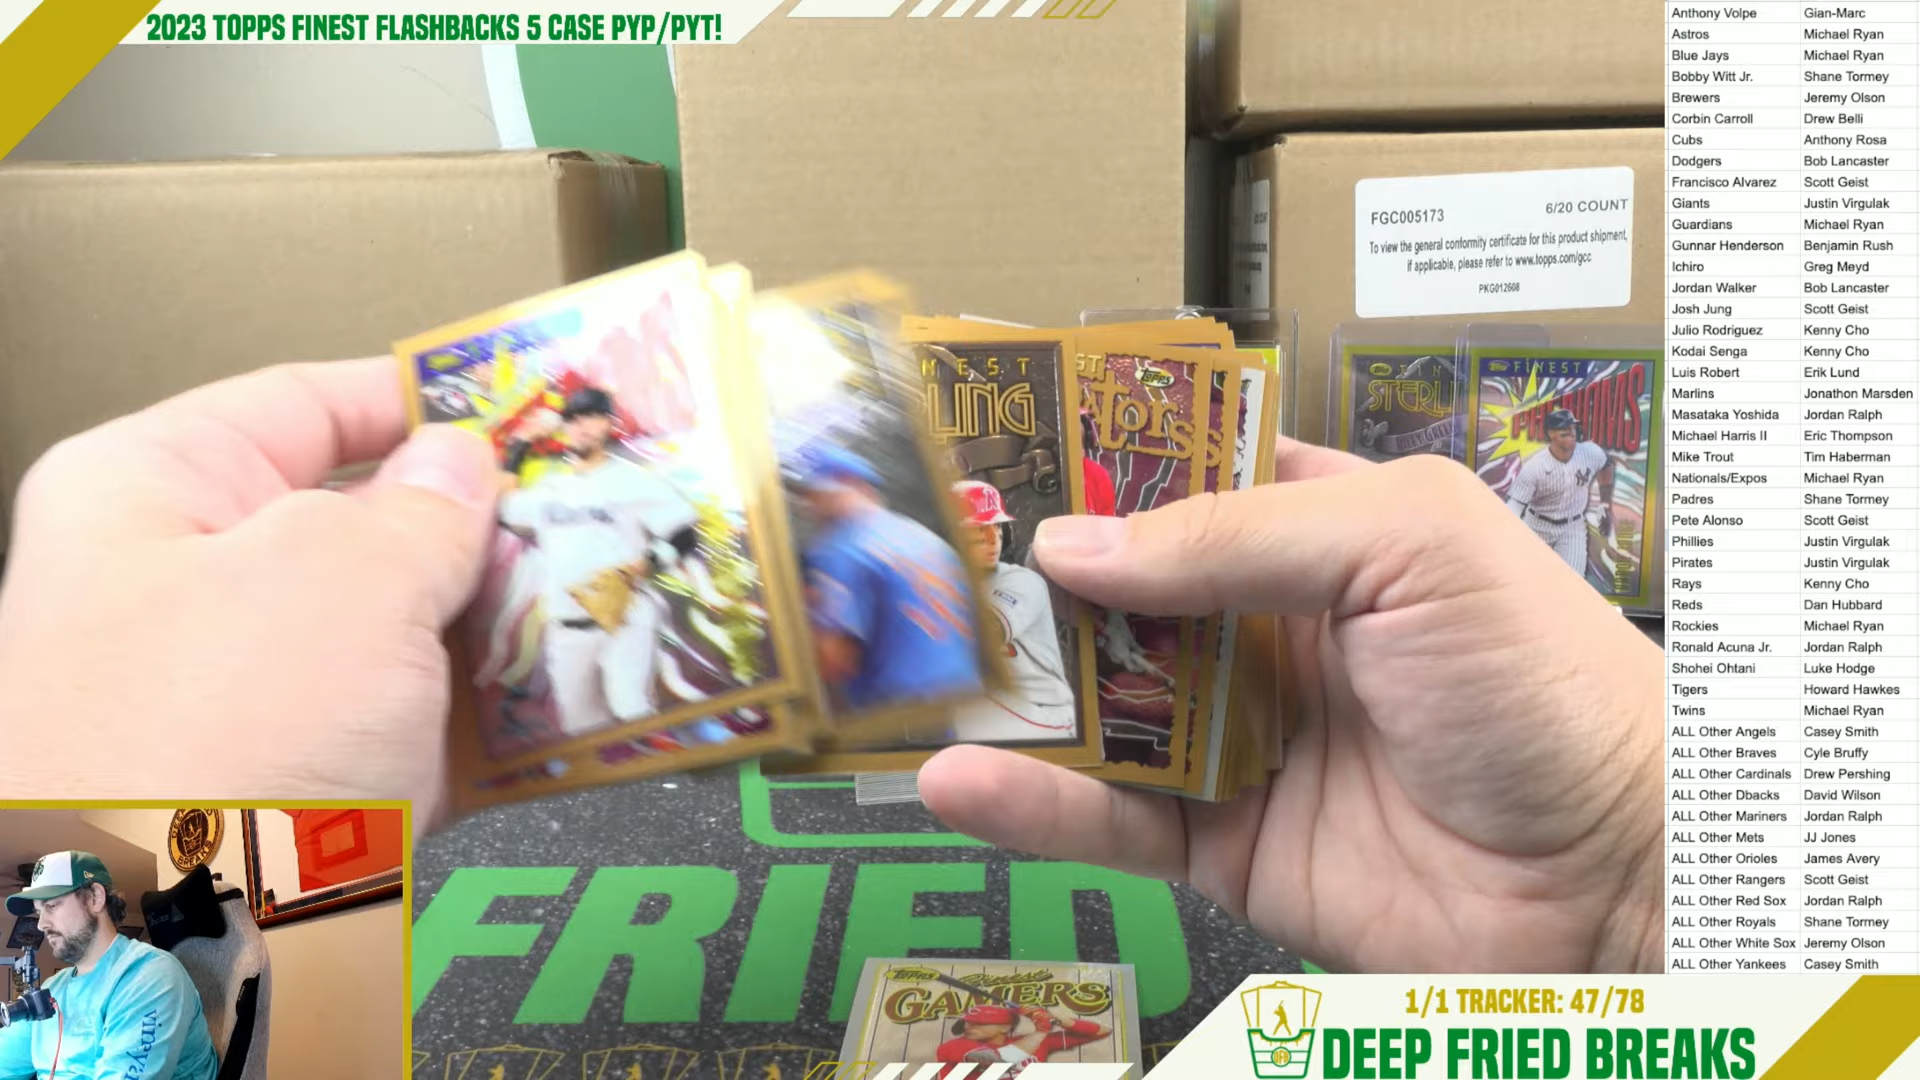 2023 TOPPS FINEST FLASHBACKS 5 CASE PYP/PYT!
Anthony Volpe Gian-Marc
Astros Michael Ryan
Blue Jays Michael Ryan
Bobby Witt Jr. Shane Tormey
Brewers Jeremy Olson
Corbin Carroll Drew Belli
Cubs Anthony Rosa
Dodgers Bob Lancaster
Francisco Alvarez Scott Geist
Giants Justin Virgulak
Guardians Michael Ryan
Gunnar Henderson Benjamin Rush
Ichiro Greg Meyd
Jordan Walker Bob Lancaster
Josh Jung Scott Geist
Julio Rodriguez Kenny Cho
Kodai Senga Kenny Cho
Luis Robert Erik Lund
Marlins Jonathon Marsden
Masataka Yoshida Jordan Ralph
Michael Harris II Eric Thompson
Mike Trout Tim Haberman
Nationals/Expos Michael Ryan
Padres Shane Tormey
Pete Alonso Scott Geist
Phillies Justin Virgulak
Pirates Justin Virgulak
Rays Kenny Cho
Reds Dan Hubbard
Rockies Michael Ryan
Ronald Acuna Jr. Jordan Ralph
Shohei Ohtani Luke Hodge
Tigers Howard Hawkes
Twins Michael Ryan
ALL Other Angels Casey Smith
ALL Other Braves Cyle Bruffy
ALL Other Cardinals Drew Pershing
ALL Other Dbacks David Wilson
ALL Other Mariners Jordan Ralph
ALL Other Mets JJ Jones
ALL Other Orioles James Avery
ALL Other Rangers Scott Geist
ALL Other Red Sox Jordan Ralph
ALL Other Royals Shane Tormey
ALL Other White Sox Jeremy Olson
ALL Other Yankees Casey Smith
FGC005173 6/20 COUNT
To view the general conformity certificate for this product shipment,
if applicable, please refer to www.topps.com/gcc
PKG012608
FINEST
Topps
FRIED
Topps Finest
GAMERS
BREAKS
1/1 TRACKER: 47/78
DEEP FRIED BREAKS